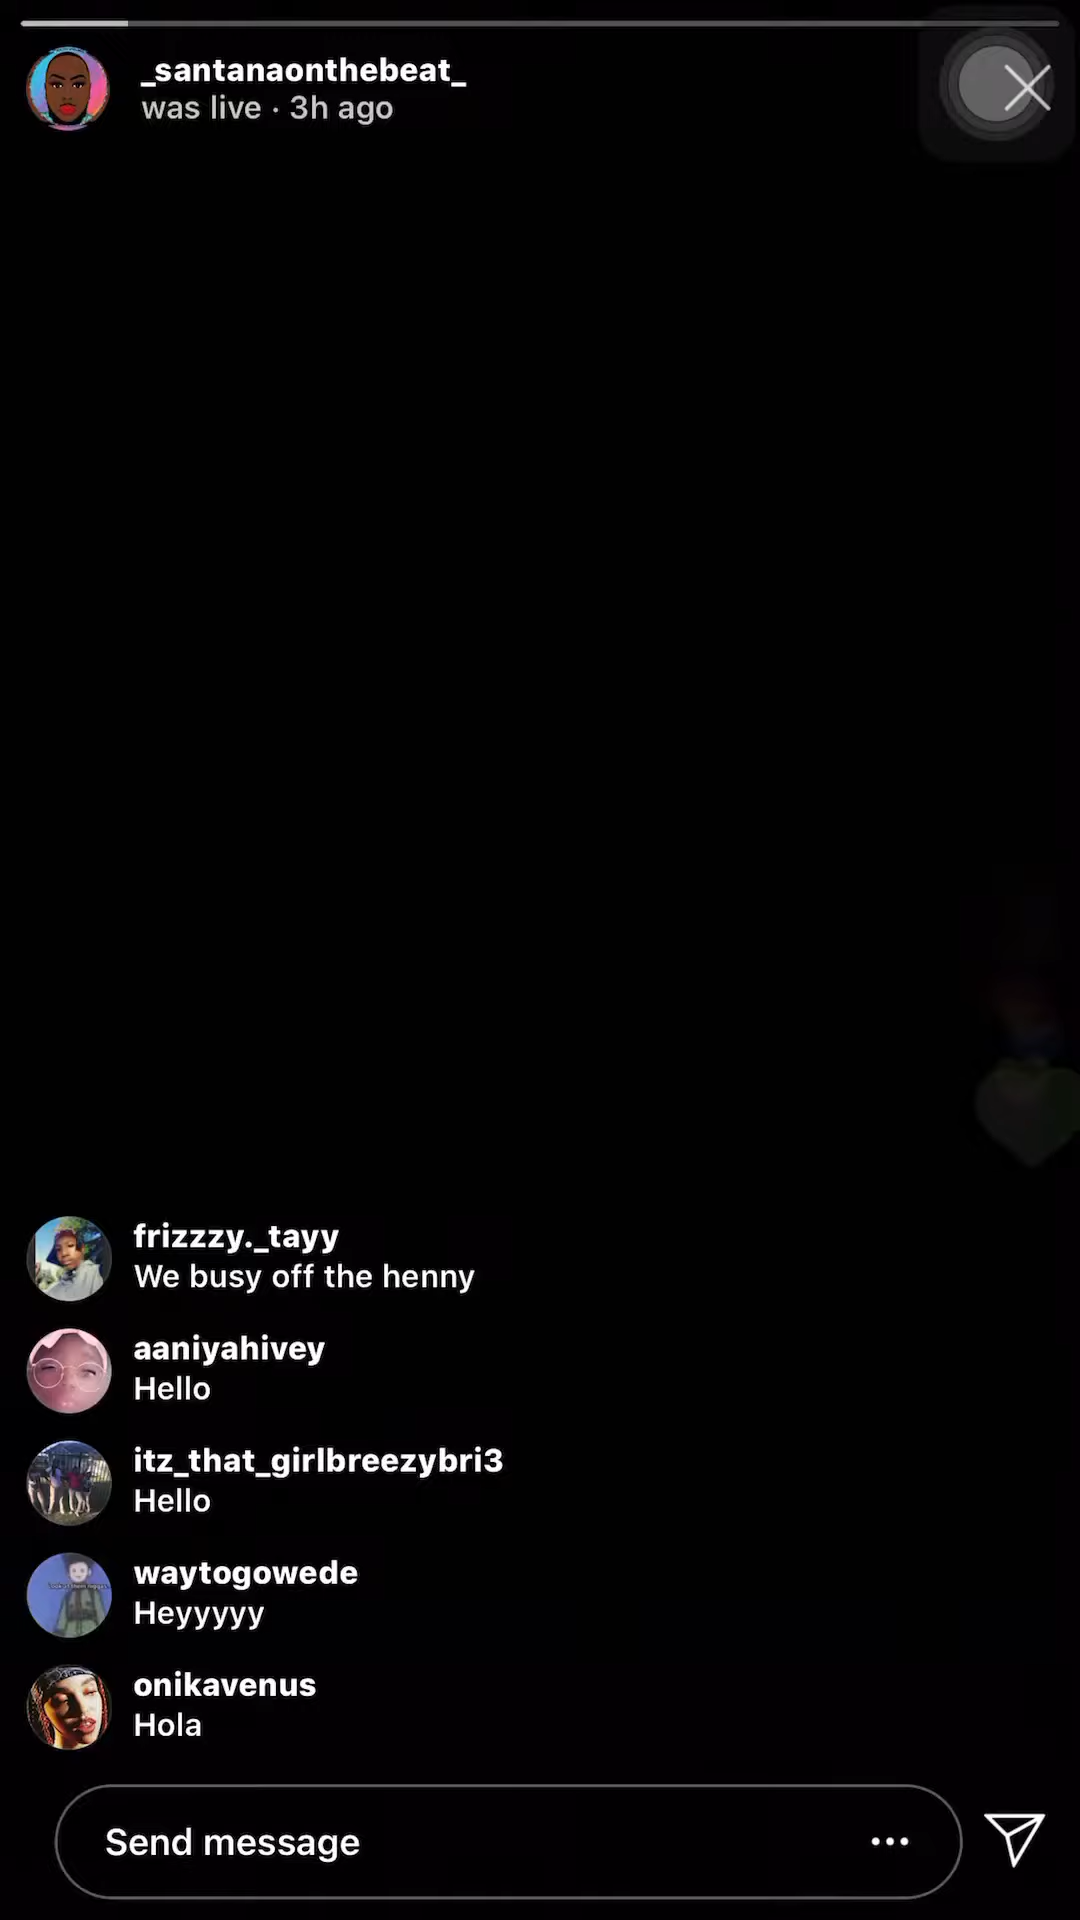 _santanaonthebeat_
was live · 3h ago
frizzzy._tayy
We busy off the henny
aaniyahivey
Hello
itz_that_girlbreezybri3
Hello
waytogowede
Heyyyyy
onikavenus
Hola
Send message